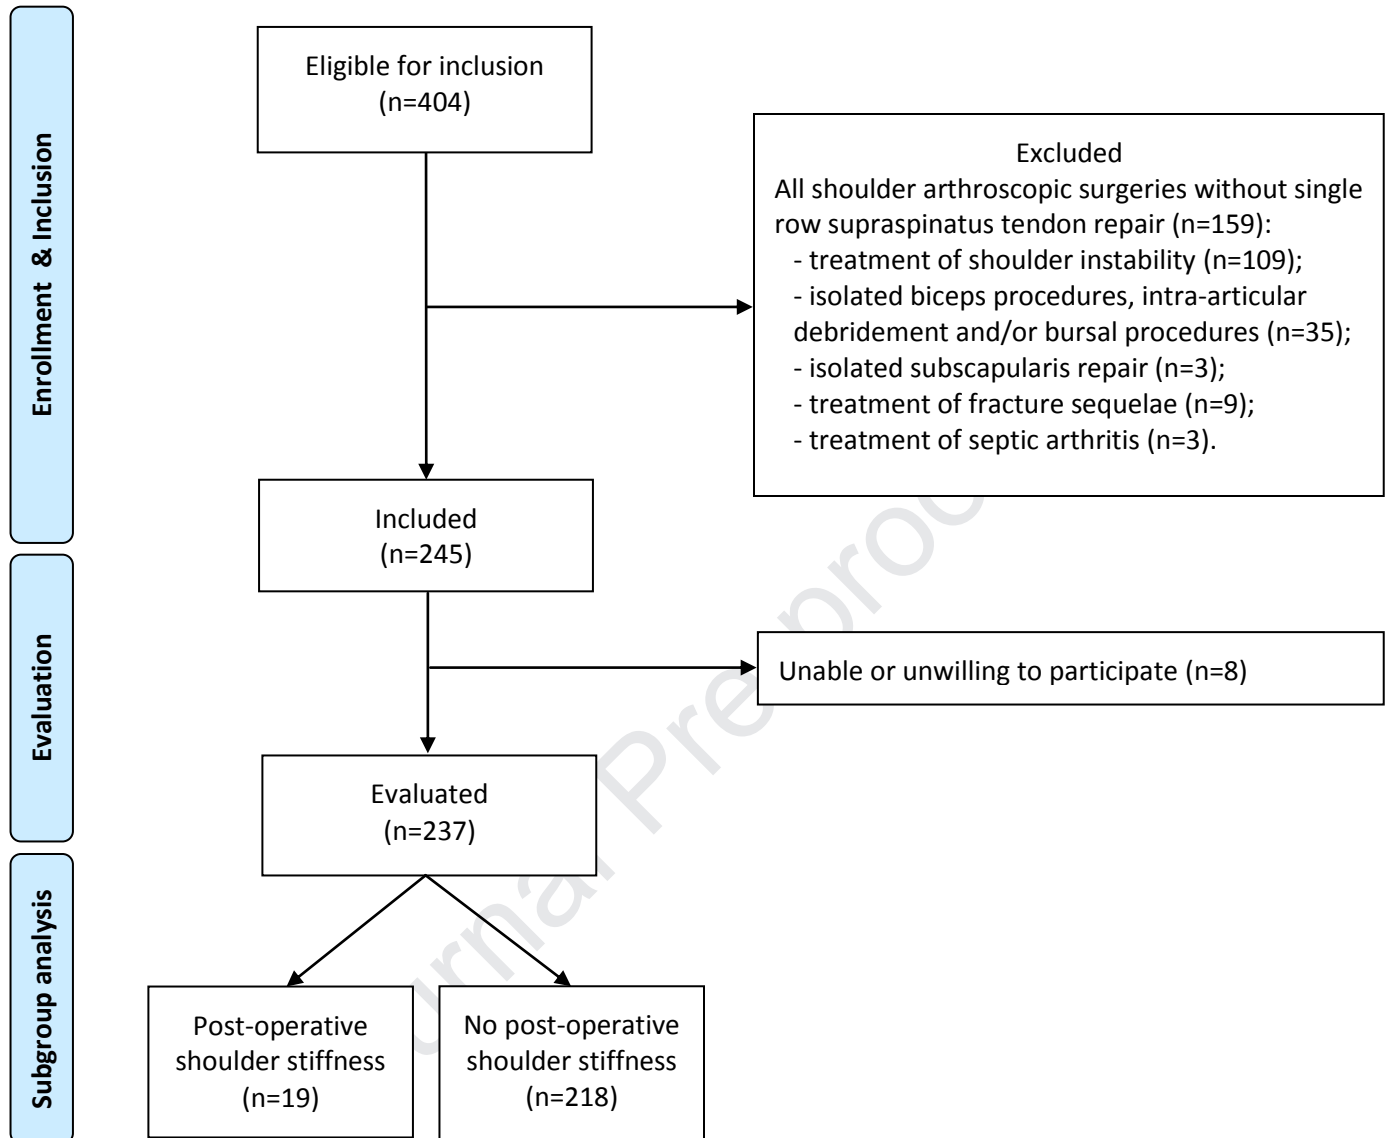 Enrollment & Inclusion
Eligible for inclusion
(n=404)
Excluded
All shoulder arthroscopic surgeries without single
row supraspinatus tendon repair (n=159):
- treatment of shoulder instability (n=109);
- isolated biceps procedures, intra-articular
debridement and/or bursal procedures (n=35);
- isolated subscapularis repair (n=3);
- treatment of fracture sequelae (n=9);
- treatment of septic arthritis (n=3).
Included
(n=245)
Evaluation
Unable or unwilling to participate (n=8)
Evaluated
(n=237)
Subgroup analysis
Post-operative
shoulder stiffness
(n=19)
No post-operative
shoulder stiffness
(n=218)